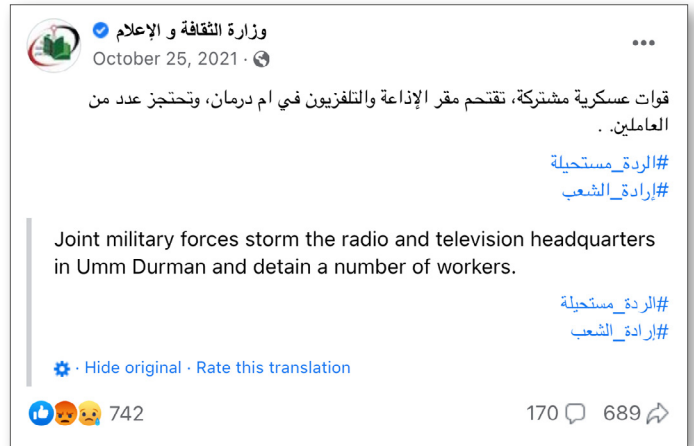 وزارة الثقافة و الإعلام
October 25, 2021 ·
قوات عسكرية مشتركة، تقتحم مقر الإذاعة والتلفزيون في ام درمان، وتحتجز عدد من
العاملين. .
#الردة_مستحيلة
#إرادة_الشعب
Joint military forces storm the radio and television headquarters
in Umm Durman and detain a number of workers.
#الردة_مستحيلة
#إرادة_الشعب
· Hide original · Rate this translation
742 170 689